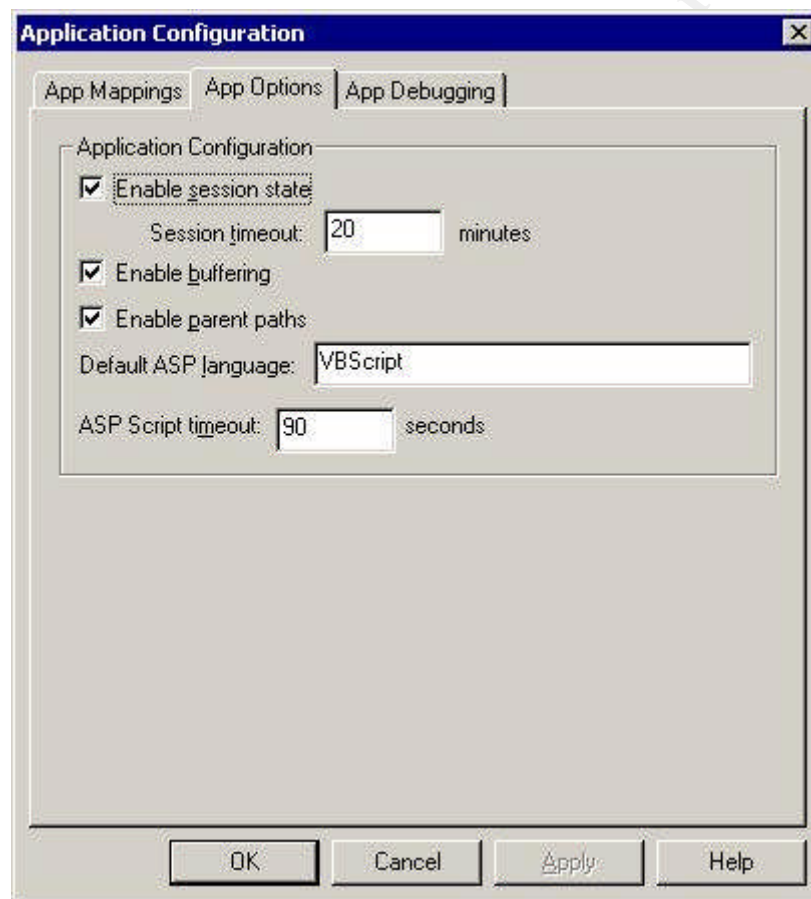 Application Configuration
App Mappings App Options App Debugging
Application Configuration
Enable session state
Session timeout: 20 minutes
Enable buffering
Enable parent paths
Default ASP language: VBScript
ASP Script timeout: 90 seconds
OK Cancel Apply Help